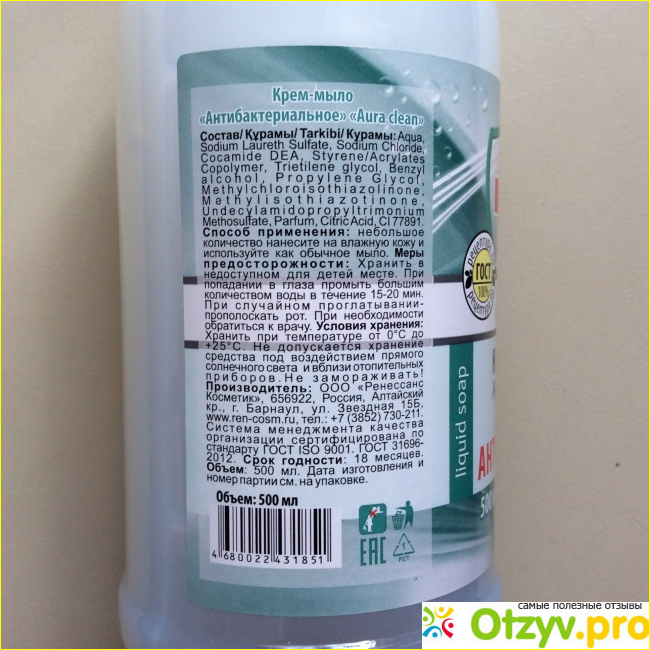 Крем-мыло
«Антибактериальное» «Aura clean»
Состав/ Құрамы/ Tarkibi/ Курамы: Aqua,
Sodium Laureth Sulfate, Sodium Chloride,
Cocamide DEA, Styrene/Acrylates
Copolymer, Trietilene glycol, Benzyl
alcohol, Propylene Glycol,
Methylchloroisothiazolinone,
Methylisothiazotinone,
Undecylamidopropyltrimonium
Methosulfate, Parfum, Citric Acid, CI 77891.
Способ применения: небольшое
количество нанесите на влажную кожу и
используйте как обычное мыло. Меры
предосторожности: Хранить в
недоступном для детей месте. При
попадании в глаза промыть большим
количеством воды в течение 15-20 мин.
При случайном проглатывании-
прополоскать рот. При необходимости
обратиться к врачу. Условия хранения:
Хранить при температуре от 0°С до
+25°С. Не допускается хранение
средства под воздействием прямого
солнечного света и вблизи отопительных
приборов. Не замораживать!
Производитель: ООО «Ренессанс
Косметик», 656922, Россия, Алтайский
кр., г. Барнаул, ул. Звездная 15Б,
www.ren-cosm.ru, тел.: +7 (3852) 730-211.
Система менеджмента качества
организации сертифицирована по
стандарту ГОСТ ISO 9001. ГОСТ 31696-
2012. Срок годности: 18 месяцев.
Объем: 500 мл. Дата изготовления и
номер партии см. на упаковке.
Объем: 500 мл
4680022431851
EAC
1
PET
ГОСТ
100%
liquid soap
АН
500
самые полезные отзывы
Otzyv.pro